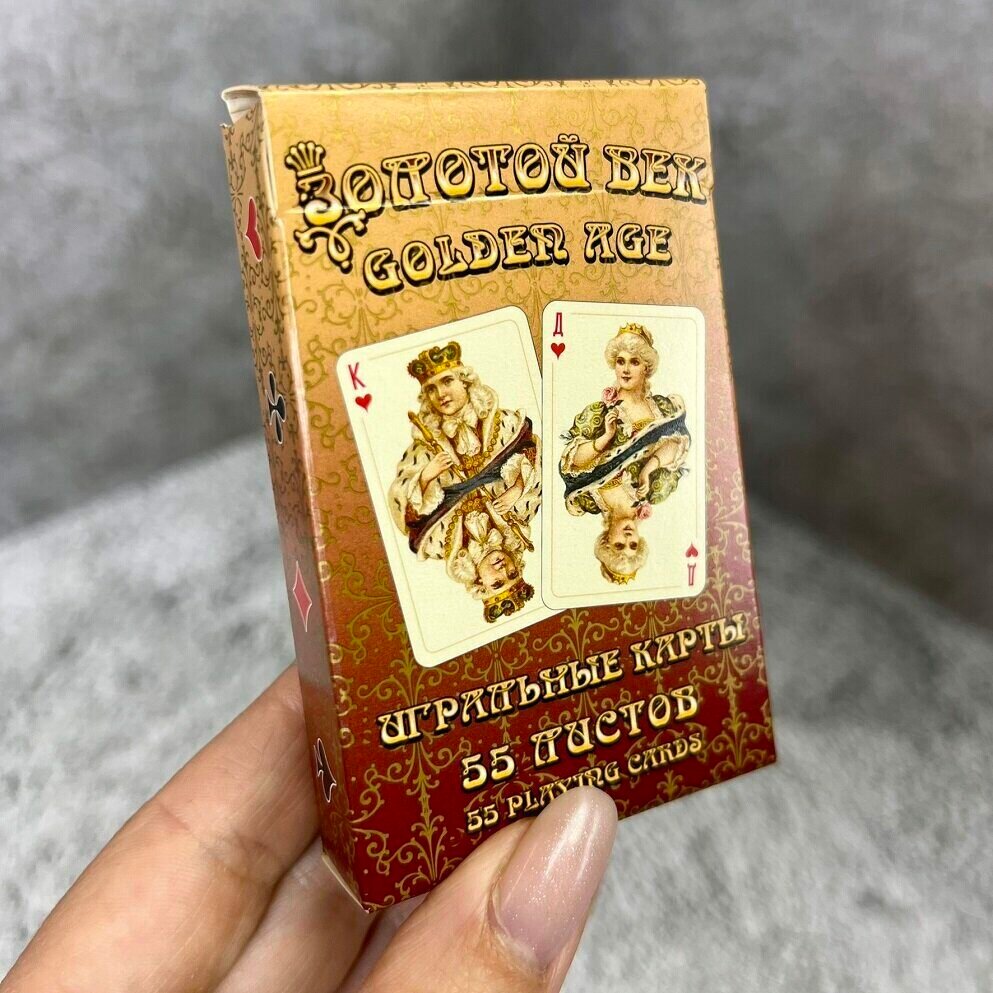 ЗОЛОТОЙ ВЕК
GOLDEN AGE
К
Д
Д
ИГРАЛЬНЫЕ КАРТЫ
55 ЛИСТОВ
55 PLAYING CARDS